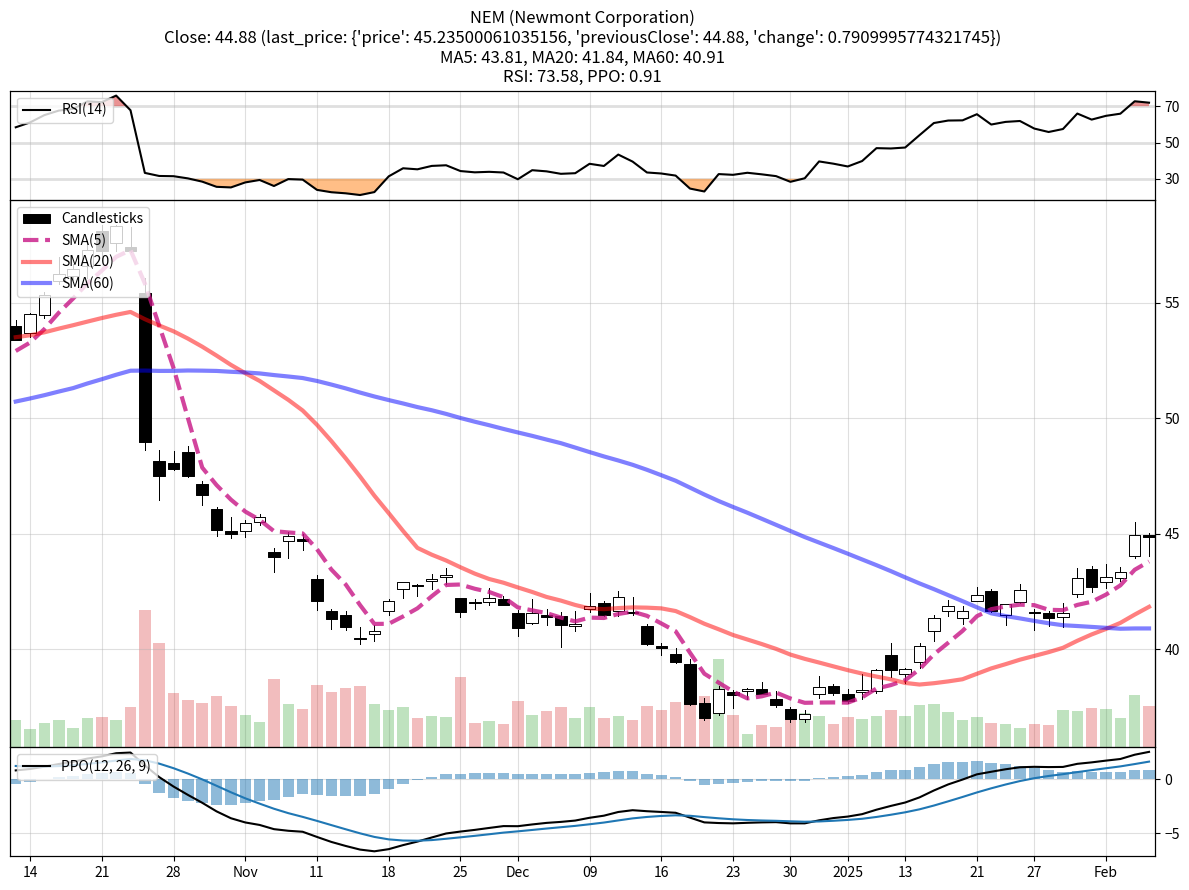 NEM (Newmont Corporation)
Close: 44.88 (last_price: {'price': 45.23500061035156, 'previousClose': 44.88, 'change': 0.7909995774321745})
MA5: 43.81, MA20: 41.84, MA60: 40.91
RSI: 73.58, PPO: 0.91
RSI(14)
70
50
30
Candlesticks
SMA(5)
SMA(20)
SMA(60)
55
50
45
40
PPO(12, 26, 9)
0
−5
14 21 28 Nov 11 18 25 Dec 09 16 23 30 2025 13 21 27 Feb